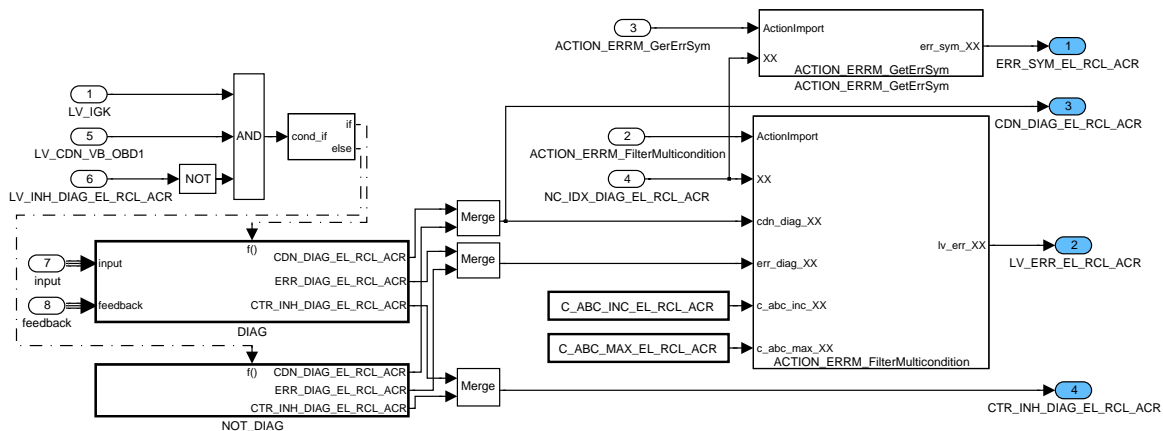 3
ACTION_ERRM_GerErrSym
ActionImport
XX
err_sym_XX
ACTION_ERRM_GetErrSym
ACTION_ERRM_GetErrSym
1
ERR_SYM_EL_RCL_ACR
1
LV_IGK
5
LV_CDN_VB_OBD1
6
LV_INH_DIAG_EL_RCL_ACR
NOT
AND
cond_if
if
else
3
CDN_DIAG_EL_RCL_ACR
2
ACTION_ERRM_FilterMulticondition
4
NC_IDX_DIAG_EL_RCL_ACR
ActionImport
XX
cdn_diag_XX
err_diag_XX
c_abc_inc_XX
c_abc_max_XX
lv_err_XX
ACTION_ERRM_FilterMulticondition
2
LV_ERR_EL_RCL_ACR
Merge
Merge
7
input
8
feedback
f()
input
feedback
CDN_DIAG_EL_RCL_ACR
ERR_DIAG_EL_RCL_ACR
CTR_INH_DIAG_EL_RCL_ACR
DIAG
C_ABC_INC_EL_RCL_ACR
C_ABC_MAX_EL_RCL_ACR
f()
CDN_DIAG_EL_RCL_ACR
ERR_DIAG_EL_RCL_ACR
CTR_INH_DIAG_EL_RCL_ACR
NOT_DIAG
Merge
4
CTR_INH_DIAG_EL_RCL_ACR